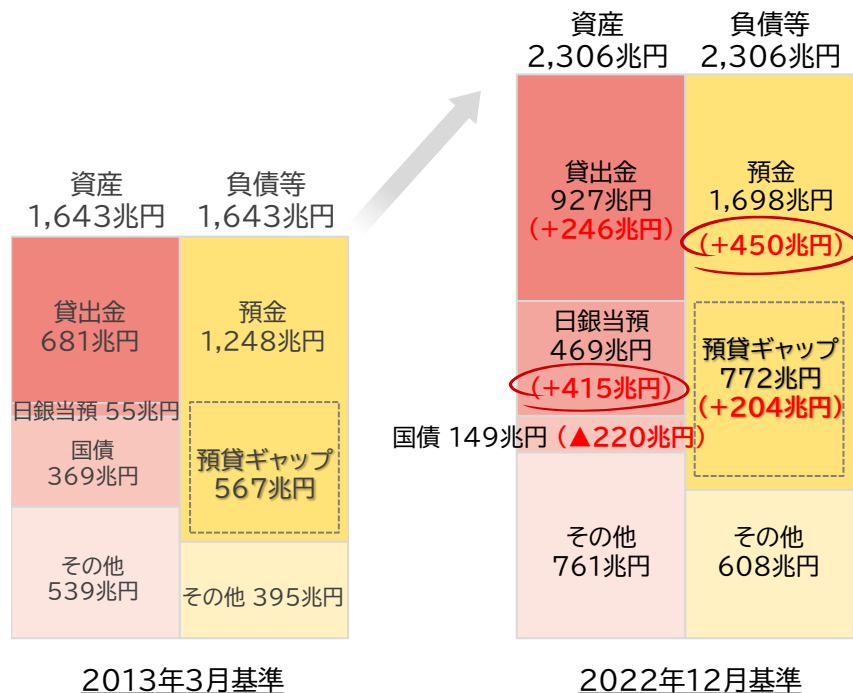 資産
1,643兆円
負債等
1,643兆円
貸出金
681兆円
日銀当預 55兆円
国債
369兆円
その他
539兆円
預金
1,248兆円
預貸ギャップ
567兆円
その他 395兆円
2013年3月基準
資産
2,306兆円
負債等
2,306兆円
貸出金
927兆円
(+246兆円)
日銀当預
469兆円
(+415兆円)
国債 149兆円 (▲220兆円)
その他
761兆円
預金
1,698兆円
(+450兆円)
預貸ギャップ
772兆円
(+204兆円)
その他
608兆円
2022年12月基準